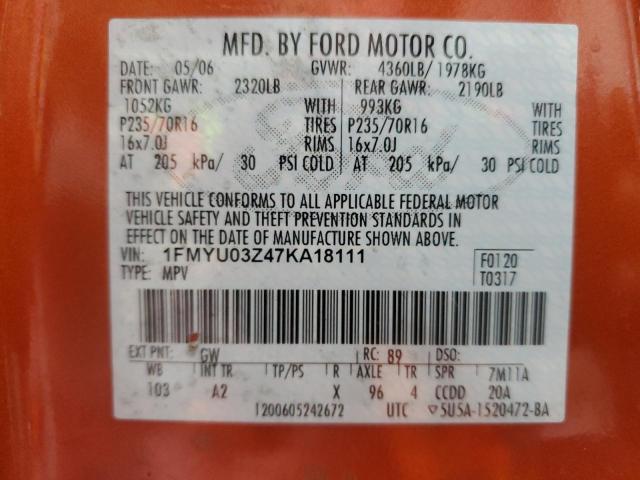 MFD. BY FORD MOTOR CO.
DATE: 05/06 GVWR: 4360LB/ 1978KG
FRONT GAWR: 2320LB REAR GAWR: 2190LB
1052KG WITH 993KG WITH
P235/70R16 TIRES P235/70R16 TIRES
16x7.0J RIMS 16x7.0J RIMS
AT 205 kPa/ 30 PSI COLD AT 205 kPa/ 30 PSI COLD
THIS VEHICLE CONFORMS TO ALL APPLICABLE FEDERAL MOTOR
VEHICLE SAFETY AND THEFT PREVENTION STANDARDS IN
EFFECT ON THE DATE OF MANUFACTURE SHOWN ABOVE.
VIN: 1FMYU03Z47KA18111 F0120
TYPE: MPV T0317
EXT PNT: GW RC: 89 DSO:
WB INT TR TP/PS R AXLE TR SPR 7M11A
103 A2 X 96 4 CCDD 20A
1200605242672 UTC ▽5U5A-1520472-BA